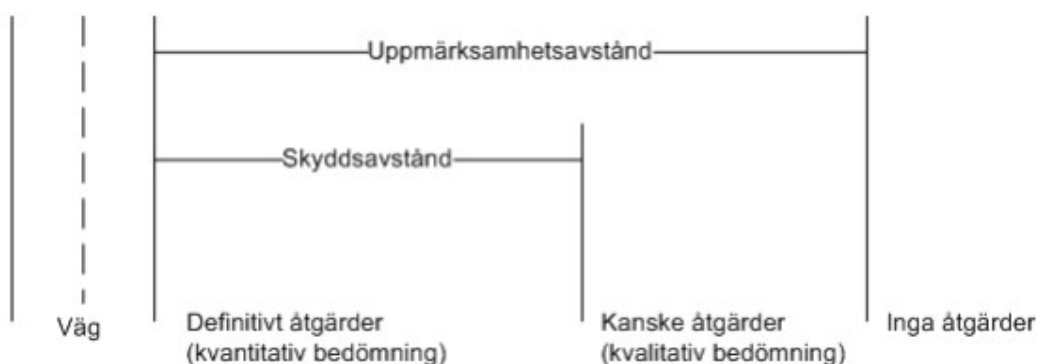 Uppmärksamhetsavstånd
Skyddsavstånd
Väg
Definitivt åtgärder
(kvantitativ bedömning)
Kanske åtgärder
(kvalitativ bedömning)
Inga åtgärder